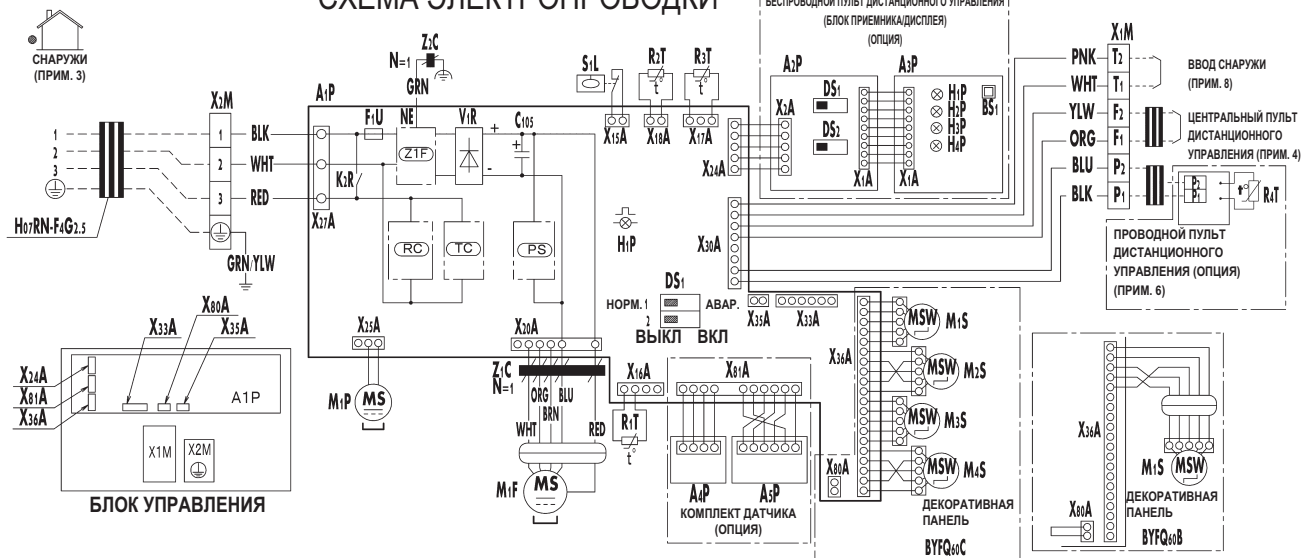 СХЕМА ЭЛЕКТРОПРОВОДКИ
СНАРУЖИ
(ПРИМ. 3)
1
2
3
H07RN-F4G2.5
X2M
1
2
3
BLK
WHT
RED
GRN/YLW
A1P
X27A
F1U
K2R
N=1
Z2C
GRN
NE
Z1F
V1R
+
-
C105
+
RC
TC
PS
X25A
M1P
MS
X20A
Z1C
N=1
ORG
BRN
BLU
WHT
RED
M1F
MS
S1L
X15A
R2T
t°
X18A
R3T
t°
X17A
H1P
DS1
НОРМ. 1
2
АВАР.
ВЫКЛ
ВКЛ
X16A
R1T
t°
X24A
X30A
X35A
X33A
БЕСПРОВОДНОЙ ПУЛЬТ ДИСТАНЦИОННОГО УПРАВЛЕНИЯ
(БЛОК ПРИЕМНИКА/ДИСПЛЕЯ)
(ОПЦИЯ)
A2P
X2A
DS1
DS2
X1A
A3P
X1A
H1P
H2P
H3P
H4P
BS1
X1M
PNK
T2
WHT
T1
YLW
F2
ORG
F1
BLU
P2
BLK
P1
ВВОД СНАРУЖИ
(ПРИМ. 8)
ЦЕНТРАЛЬНЫЙ ПУЛЬТ
ДИСТАНЦИОННОГО
УПРАВЛЕНИЯ (ПРИМ. 4)
P2
P1
t°
R4T
ПРОВОДНОЙ ПУЛЬТ
ДИСТАНЦИОННОГО
УПРАВЛЕНИЯ (ОПЦИЯ)
(ПРИМ. 6)
X81A
A4P
A5P
КОМПЛЕКТ ДАТЧИКА
(ОПЦИЯ)
X36A
X80A
MSW
M1S
MSW
M2S
MSW
M3S
MSW
M4S
ДЕКОРАТИВНАЯ
ПАНЕЛЬ
BYFQ60C
X36A
X80A
M1S
MSW
ДЕКОРАТИВНАЯ
ПАНЕЛЬ
BYFQ60B
X80A
X33A
X35A
X24A
X81A
X36A
A1P
X1M
X2M
БЛОК УПРАВЛЕНИЯ